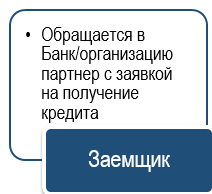 • Обращается в
Банк/организацию
партнер с заявкой
на получение
кредита
Заемщик